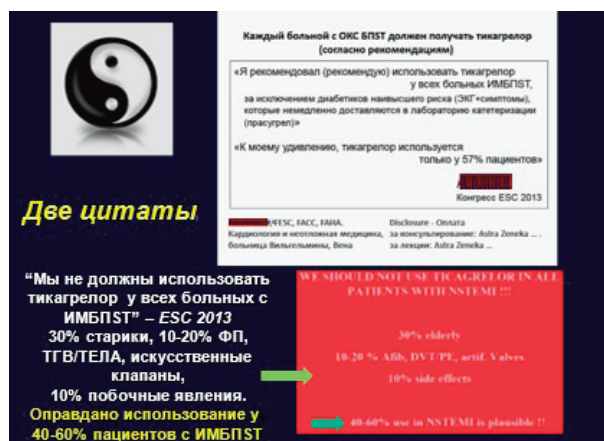 Каждый больной с ОКС БПST должен получать тикагрелор
(согласно рекомендациям)
«Я рекомендовал (рекомендую) использовать тикагрелор
у всех больных ИМБПST,
за исключением диабетиков наивысшего риска (ЭКГ+симптомы),
которые немедленно доставляются в лабораторию катетеризации
(прасугрел)»
«К моему удивлению, тикагрелор используется
только у 57% пациентов»
Конгресс ESC 2013
/FESC, FACC, FAHA.
Кардиология и неотложная медицина,
больница Вильгельмины, Вена
Disclosure - Оплата
за консультирование: Astra Zeneka ... .
за лекции: Astra Zeneka ...
Две цитаты
“Мы не должны использовать
тикагрелор у всех больных с
ИМБПST” – ESC 2013
30% старики, 10-20% ФП,
ТГВ/ТЕЛА, искусственные
клапаны,
10% побочные явления.
Оправдано использование у
40-60% пациентов с ИМБПST
WE SHOULD NOT USE TICAGRELOR IN ALL
PATIENTS WITH NSTEMI !!!
30% elderly
10-20 % Afib, DVT/PE, artif. Valves
10% side effects
40-60% use in NSTEMI is plausible !!